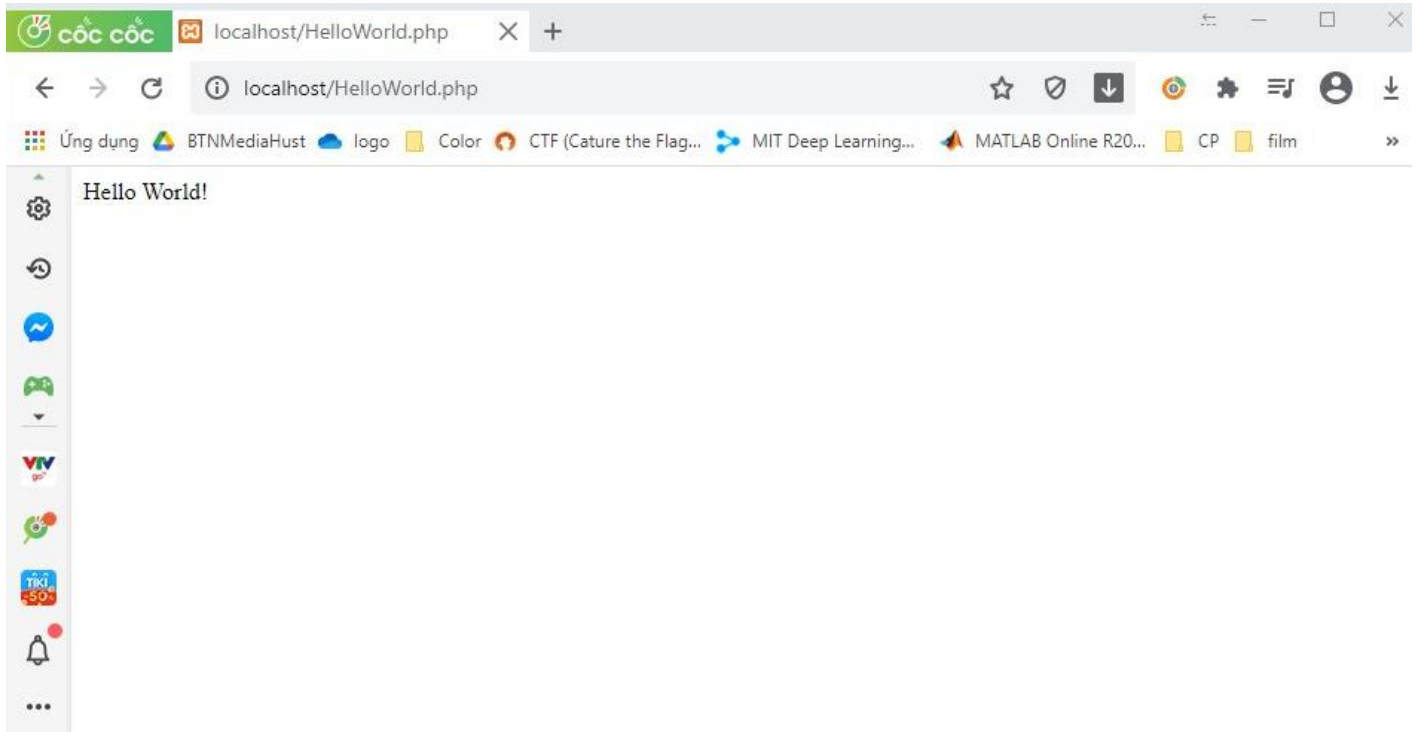 cốc cốc localhost/HelloWorld.php
localhost/HelloWorld.php
Ứng dụng BTNMediaHust logo Color CTF (Cature the Flag... MIT Deep Learning... MATLAB Online R20... CP film »
Hello World!
VTV
go
TIKI
-50%